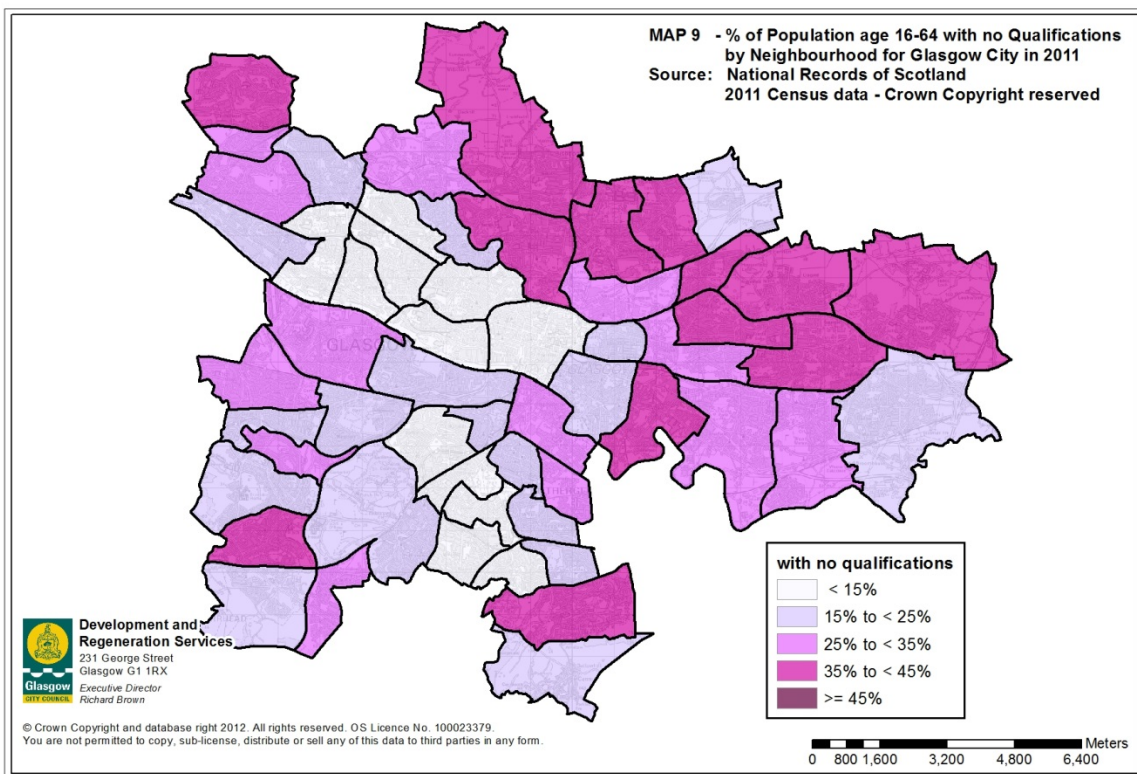 MAP 9 - % of Population age 16-64 with no Qualifications
by Neighbourhood for Glasgow City in 2011
Source: National Records of Scotland
2011 Census data - Crown Copyright reserved
with no qualifications
< 15%
15% to < 25%
25% to < 35%
35% to < 45%
>= 45%
Development and
Regeneration Services
231 George Street
Glasgow G1 1RX
Executive Director
Richard Brown
Glasgow
CITY COUNCIL
© Crown Copyright and database right 2012. All rights reserved. OS Licence No. 100023379.
You are not permitted to copy, sub-license, distribute or sell any of this data to third parties in any form.
Meters
0 800 1,600 3,200 4,800 6,400